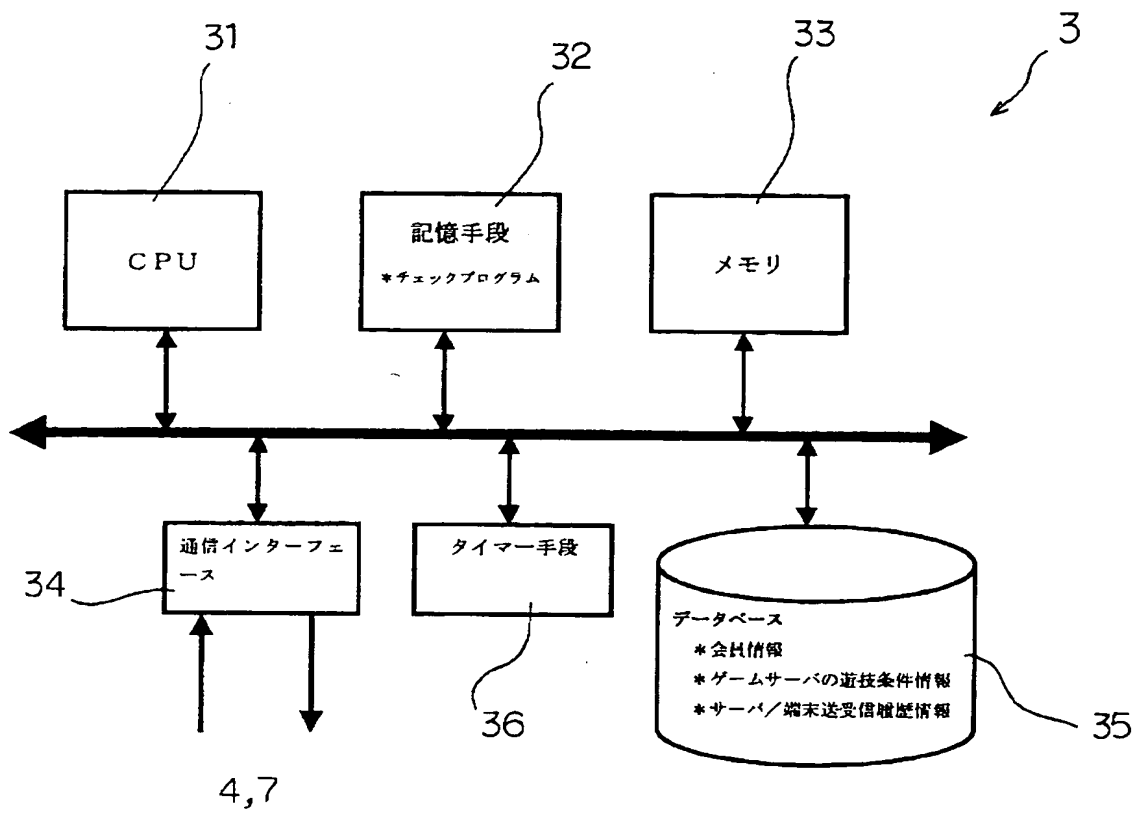 31
32
33
3
CPU
記憶手段
*チェックプログラム
メモリ
通信インターフェ
ース
34
タイマー手段
36
データベース
*会員情報
*ゲームサーバの遊技条件情報
*サーバ/端末送受信履歴情報
35
4,7